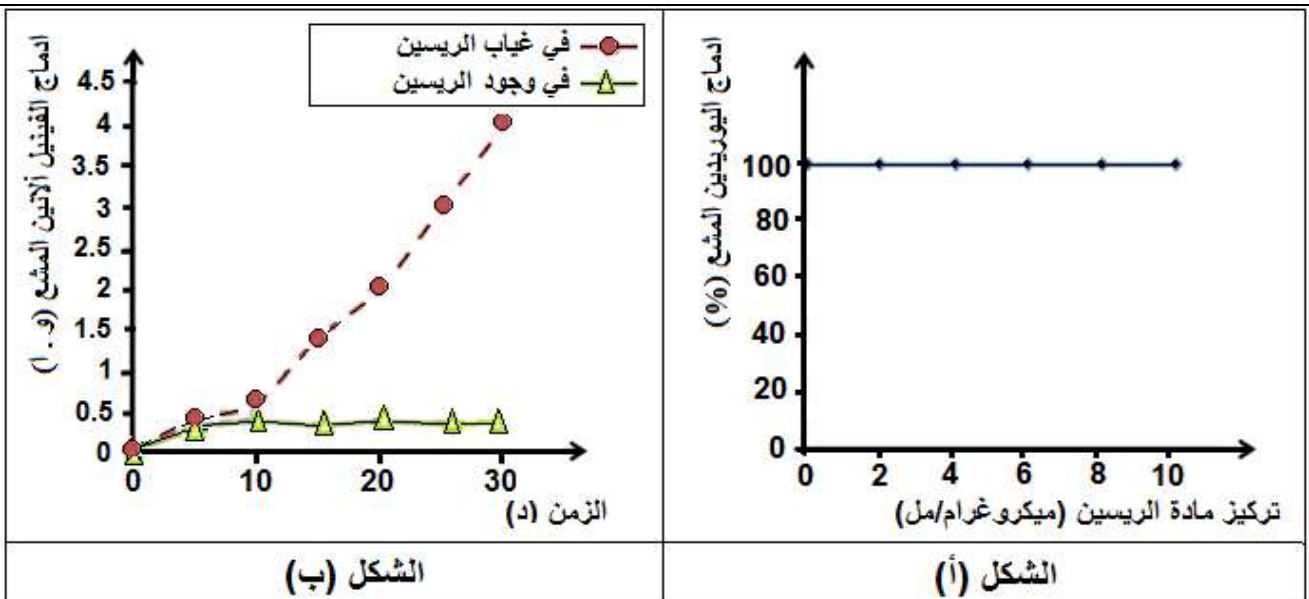 ادماج اليوريدين المشع (%)
100
80
60
40
20
0
0 2 4 6 8 10
تركيز مادة الريسين (ميكروغرام/مل)
الشكل (أ)
في غياب الريسين
في وجود الريسين
ادماج الفينيل ألانين المشع (و . ا)
4.5
4
3.5
3
2.5
2
1.5
1
0.5
0
0 10 20 30
الزمن (د)
الشكل (ب)